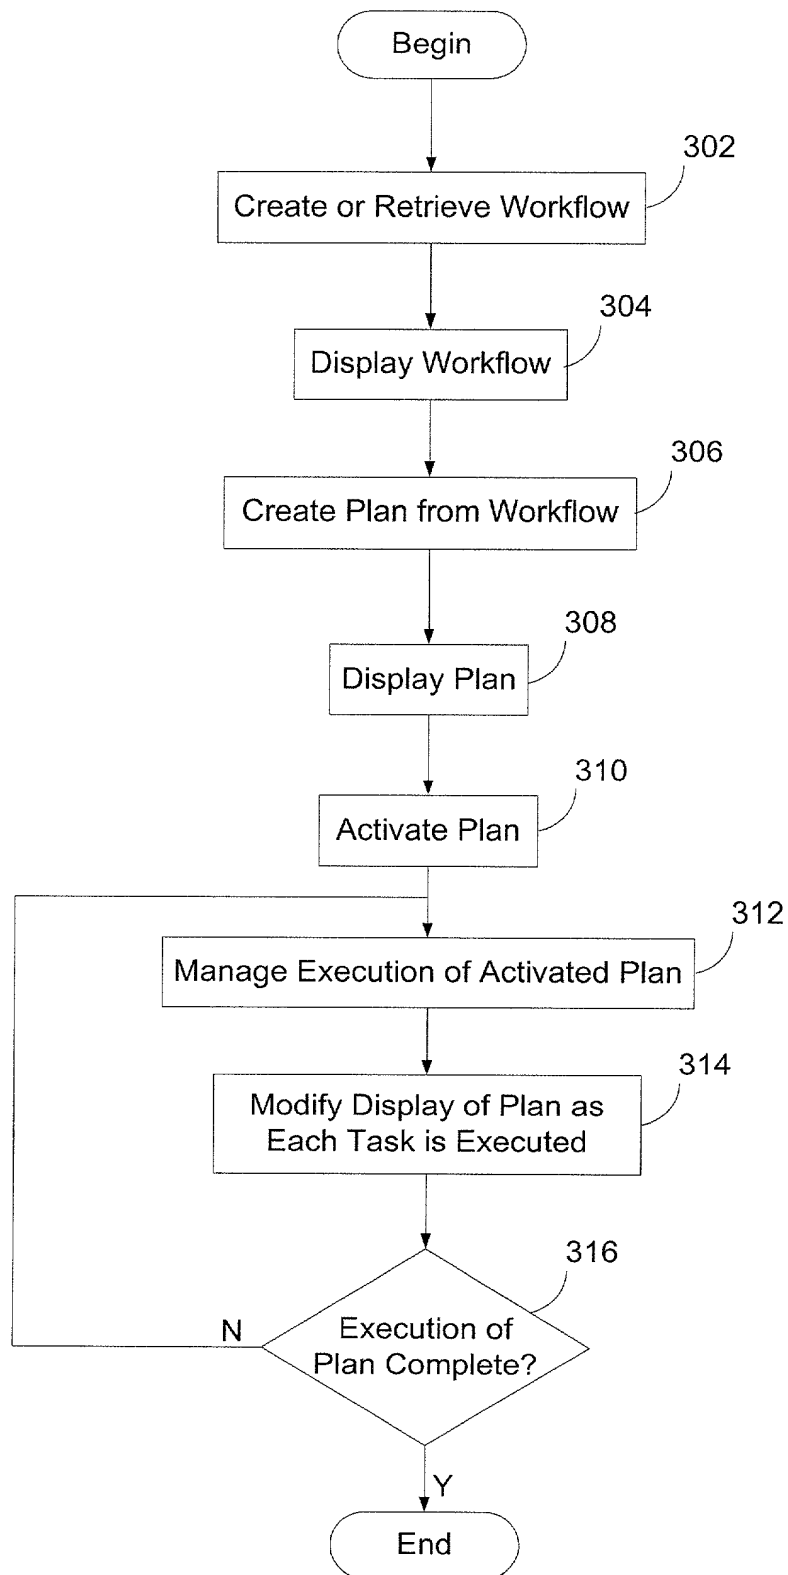 Begin
302
Create or Retrieve Workflow
304
Display Workflow
306
Create Plan from Workflow
308
Display Plan
310
Activate Plan
312
Manage Execution of Activated Plan
314
Modify Display of Plan as
Each Task is Executed
316
Execution of
Plan Complete?
N
Y
End